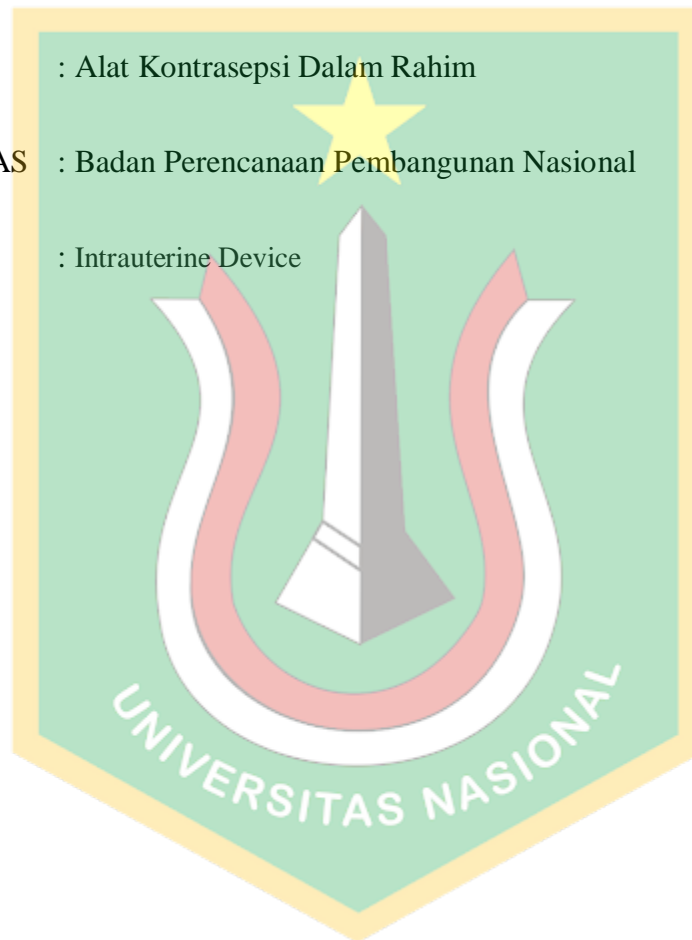 : Alat Kontrasepsi Dalam Rahim
AS : Badan Perencanaan Pembangunan Nasional
: Intrauterine Device
UNIVERSITAS NASIONAL